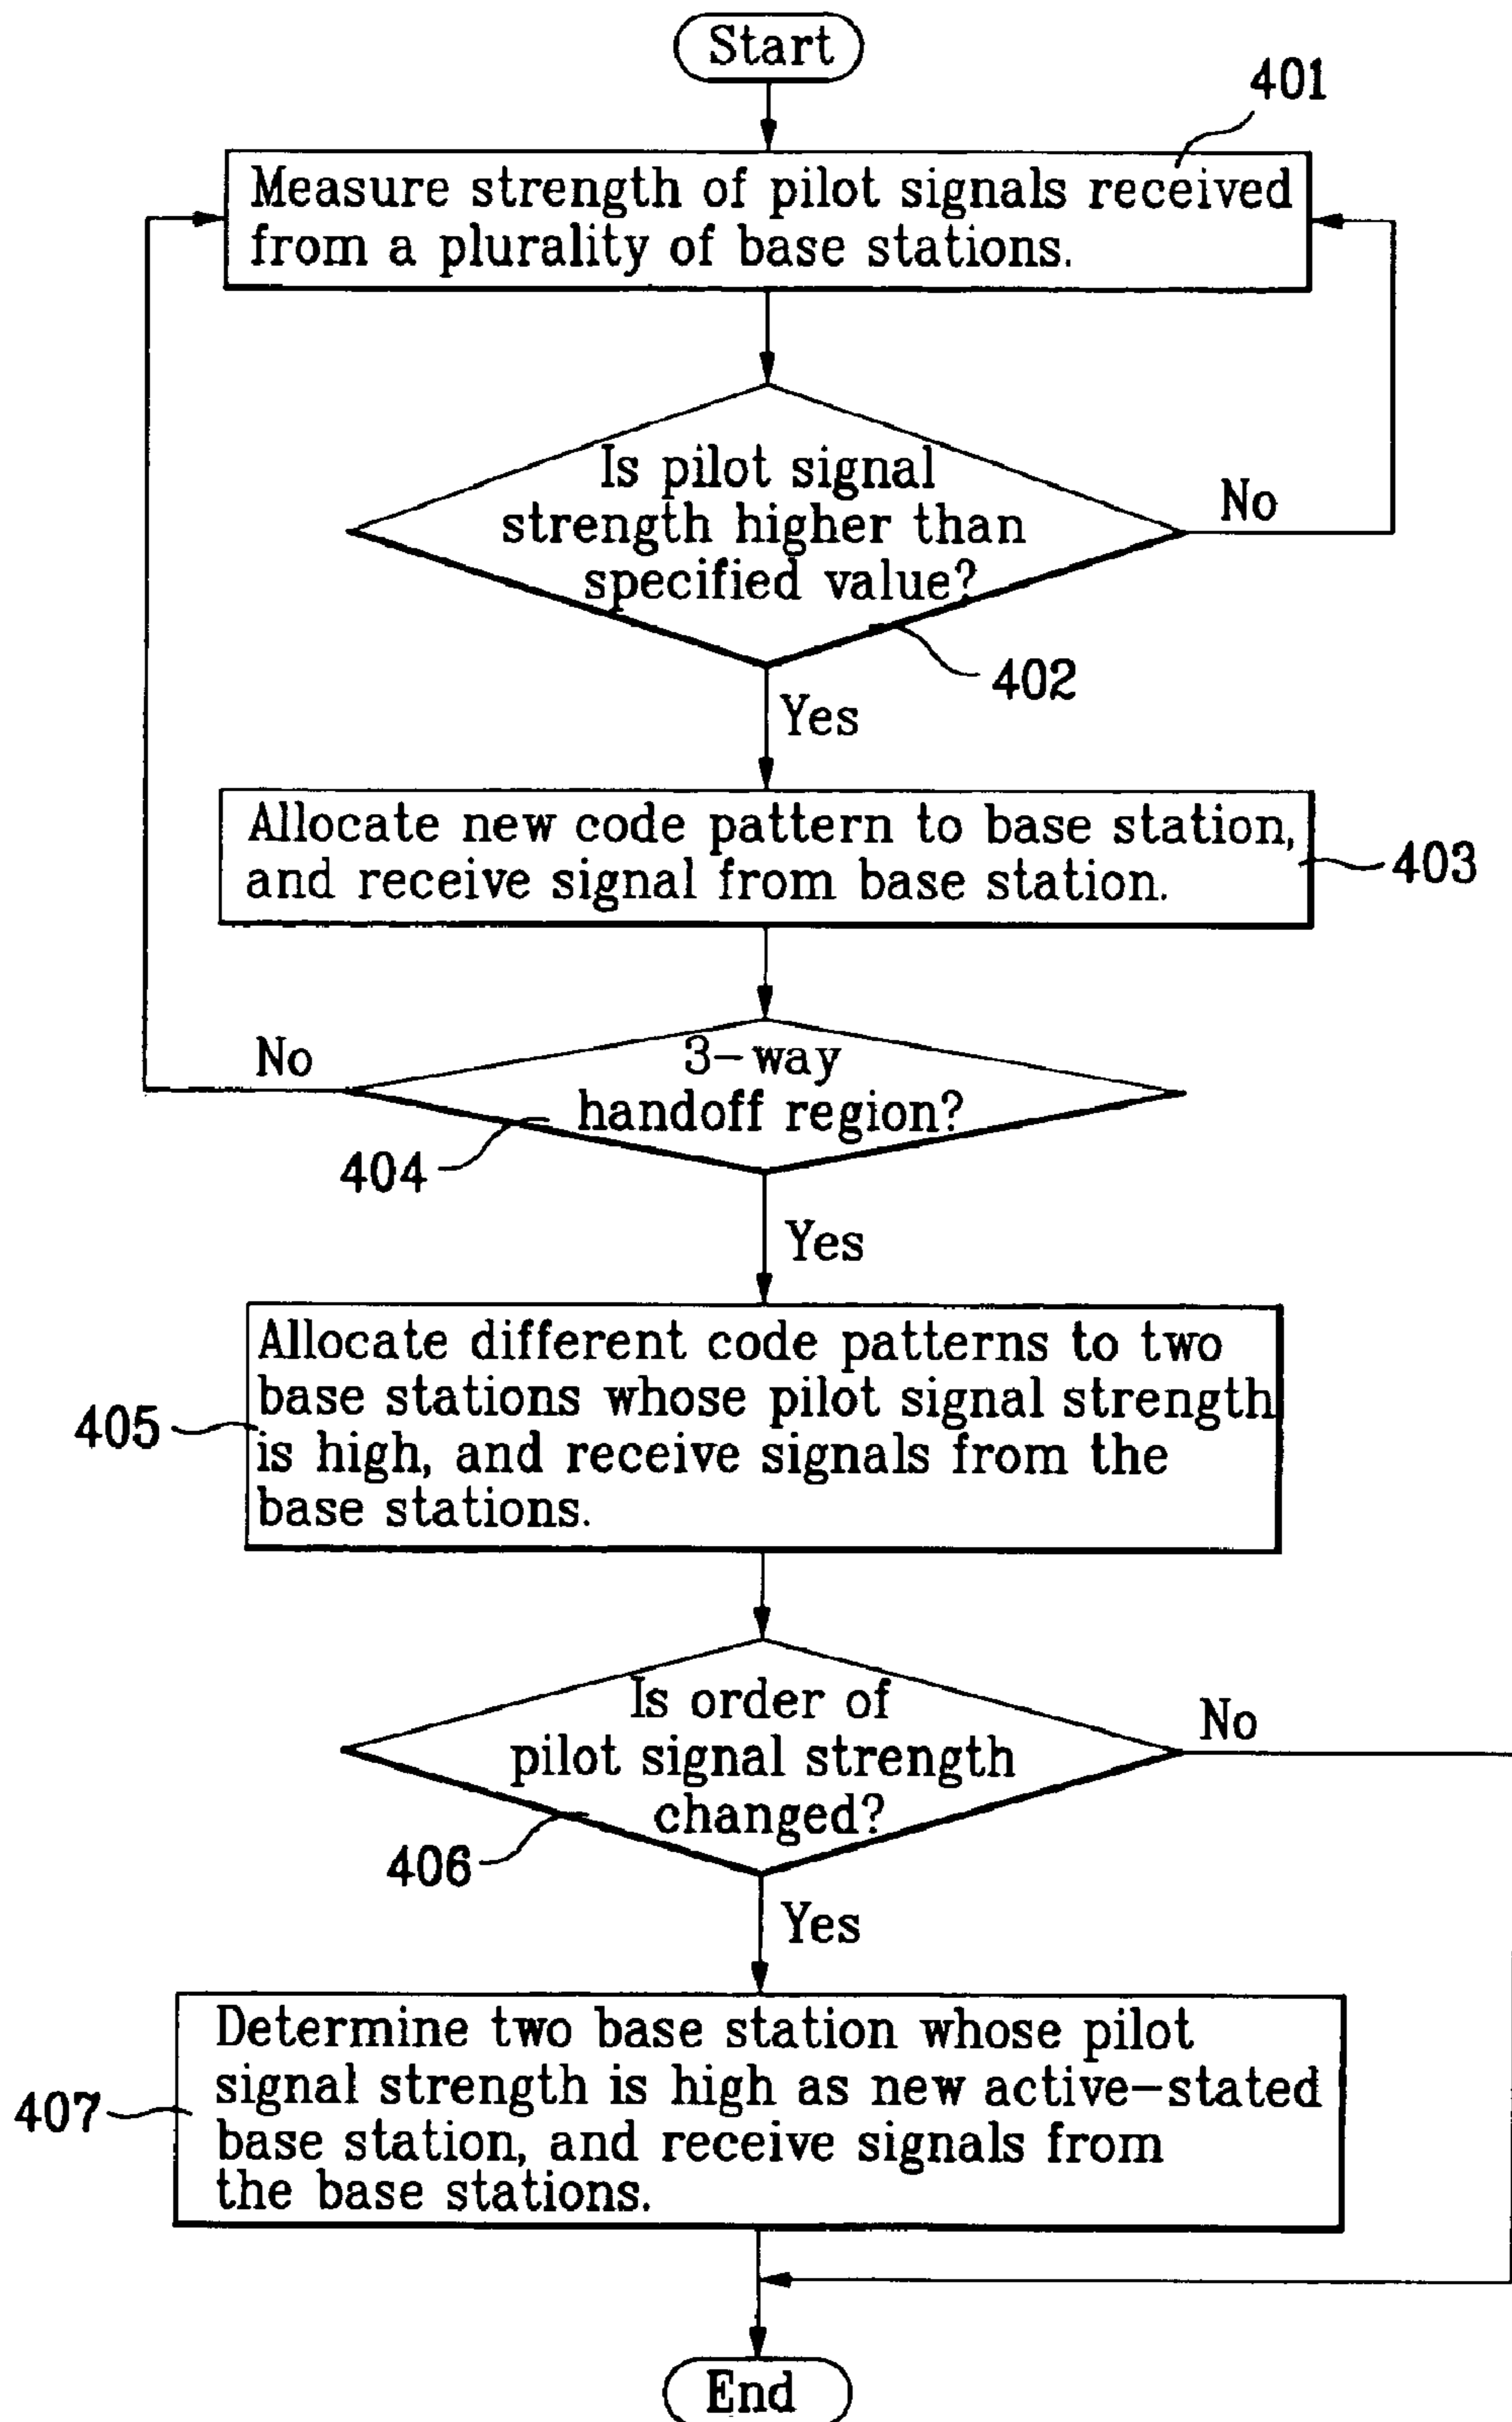 Start
401
Measure strength of pilot signals received
from a plurality of base stations.
Is pilot signal
strength higher than
specified value?
No
402
Yes
Allocate new code pattern to base station,
and receive signal from base station.
403
No
3-way
handoff region?
404
Yes
Allocate different code patterns to two
base stations whose pilot signal strength
is high, and receive signals from the
base stations.
405
Is order of
pilot signal strength
changed?
No
406
Yes
Determine two base station whose pilot
signal strength is high as new active-stated
base station, and receive signals from
the base stations.
407
End